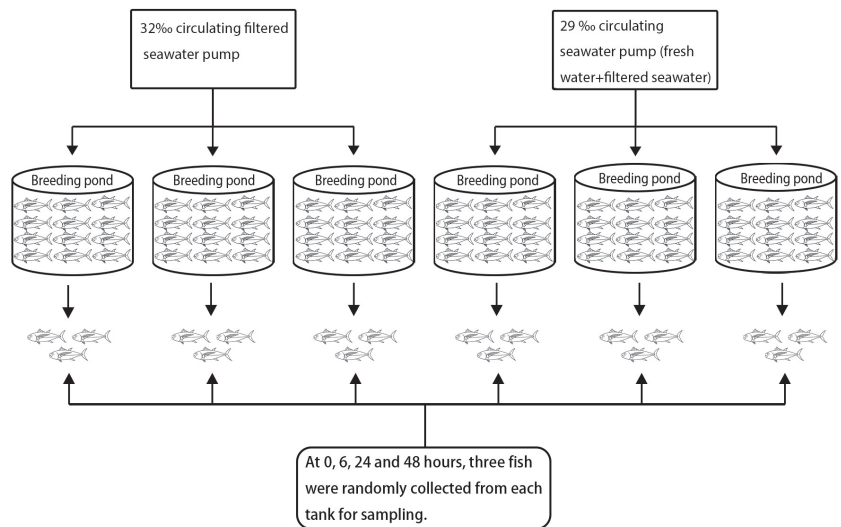 32‰ circulating filtered
seawater pump
29 ‰ circulating
seawater pump (fresh
water+filtered seawater)
Breeding pond
Breeding pond
Breeding pond
Breeding pond
Breeding pond
Breeding pond
At 0, 6, 24 and 48 hours, three fish
were randomly collected from each
tank for sampling.